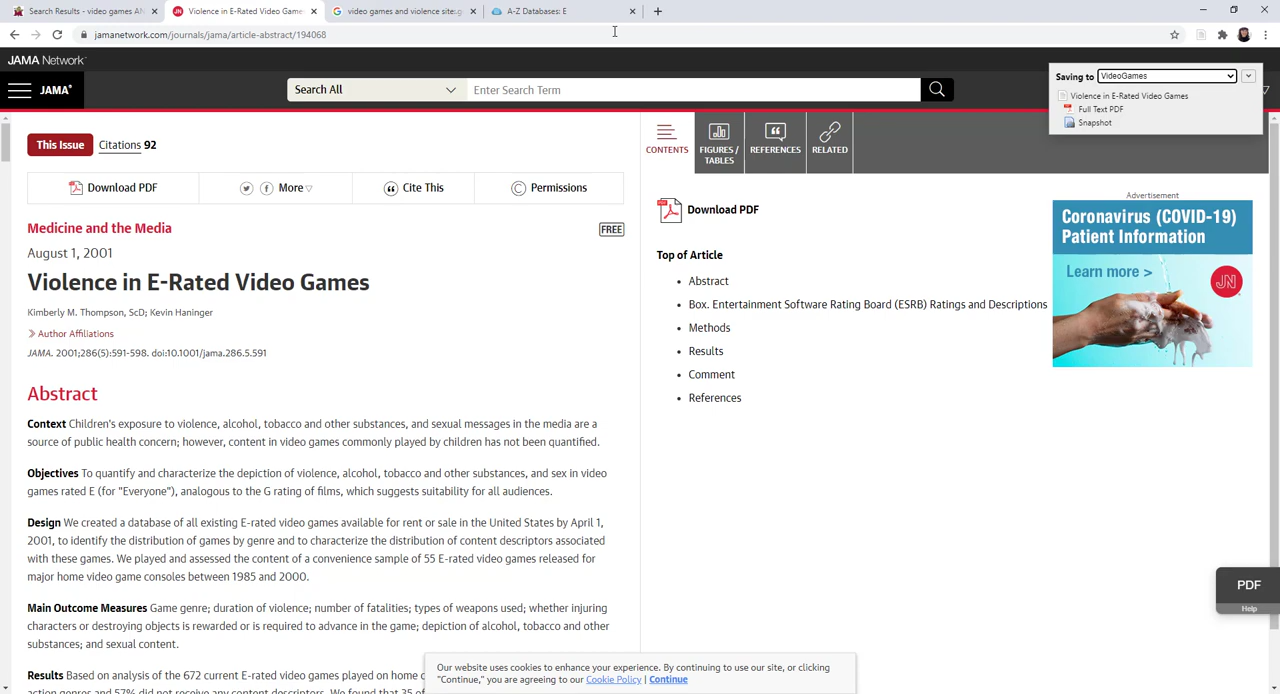 Search Results - video games AN
Violence in E-Rated Video Game
video games and violence site:.g
A-Z Databases: E
jamanetwork.com/journals/jama/article-abstract/194068
JAMA Network
JAMA
Search All
Enter Search Term
Saving to VideoGames
Violence in E-Rated Video Games
Full Text PDF
Snapshot
This Issue
Citations 92
CONTENTS
FIGURES /
TABLES
REFERENCES
RELATED
Download PDF
More
Cite This
Permissions
Medicine and the Media
FREE
August 1, 2001
Violence in E-Rated Video Games
Kimberly M. Thompson, ScD; Kevin Haninger
Author Affiliations
JAMA. 2001;286(5):591-598. doi:10.1001/jama.286.5.591
Abstract
Context Children's exposure to violence, alcohol, tobacco and other substances, and sexual messages in the media are a
source of public health concern; however, content in video games commonly played by children has not been quantified.
Objectives To quantify and characterize the depiction of violence, alcohol, tobacco and other substances, and sex in video
games rated E (for "Everyone"), analogous to the G rating of films, which suggests suitability for all audiences.
Design We created a database of all existing E-rated video games available for rent or sale in the United States by April 1,
2001, to identify the distribution of games by genre and to characterize the distribution of content descriptors associated
with these games. We played and assessed the content of a convenience sample of 55 E-rated video games released for
major home video game consoles between 1985 and 2000.
Main Outcome Measures Game genre; duration of violence; number of fatalities; types of weapons used; whether injuring
characters or destroying objects is rewarded or is required to advance in the game; depiction of alcohol, tobacco and other
substances; and sexual content.
Results Based on analysis of the 672 current E-rated video games played on home c
action genres and 57% did not receive any content descriptors. We found that 35 of
Download PDF
Top of Article
Abstract
Box. Entertainment Software Rating Board (ESRB) Ratings and Descriptions
Methods
Results
Comment
References
Advertisement
Coronavirus (COVID-19)
Patient Information
Learn more >
JN
PDF
Help
Our website uses cookies to enhance your experience. By continuing to use our site, or clicking
"Continue," you are agreeing to our Cookie Policy | Continue